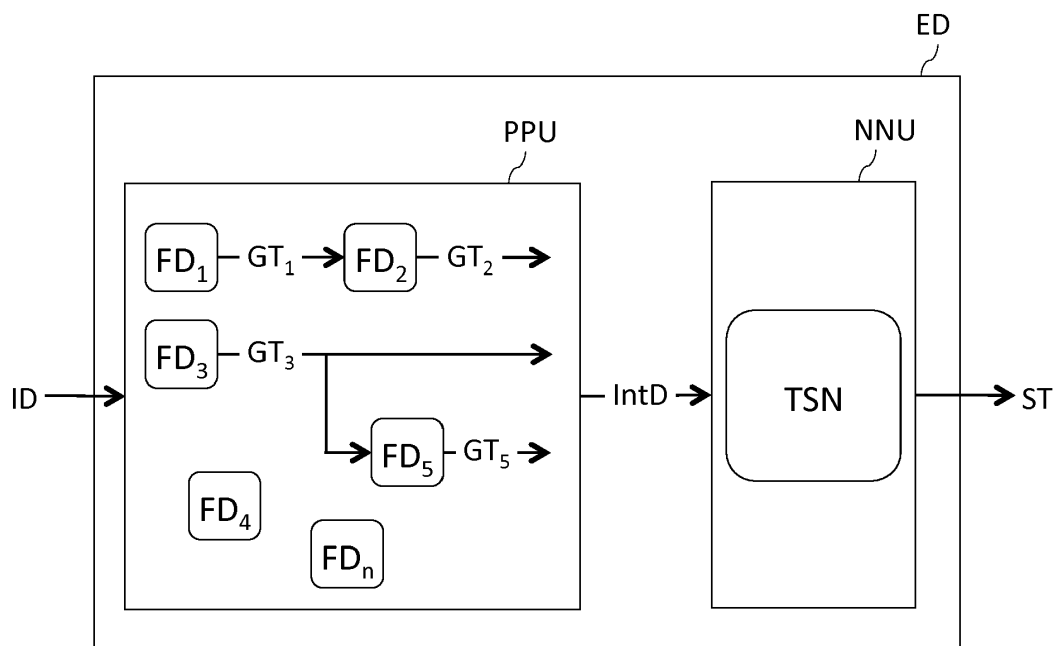 ED
PPU
NNU
FD₁ GT₁ FD₂ GT₂
FD₃ GT₃
ID
IntD
TSN
ST
FD₅ GT₅
FD₄
FDₙ